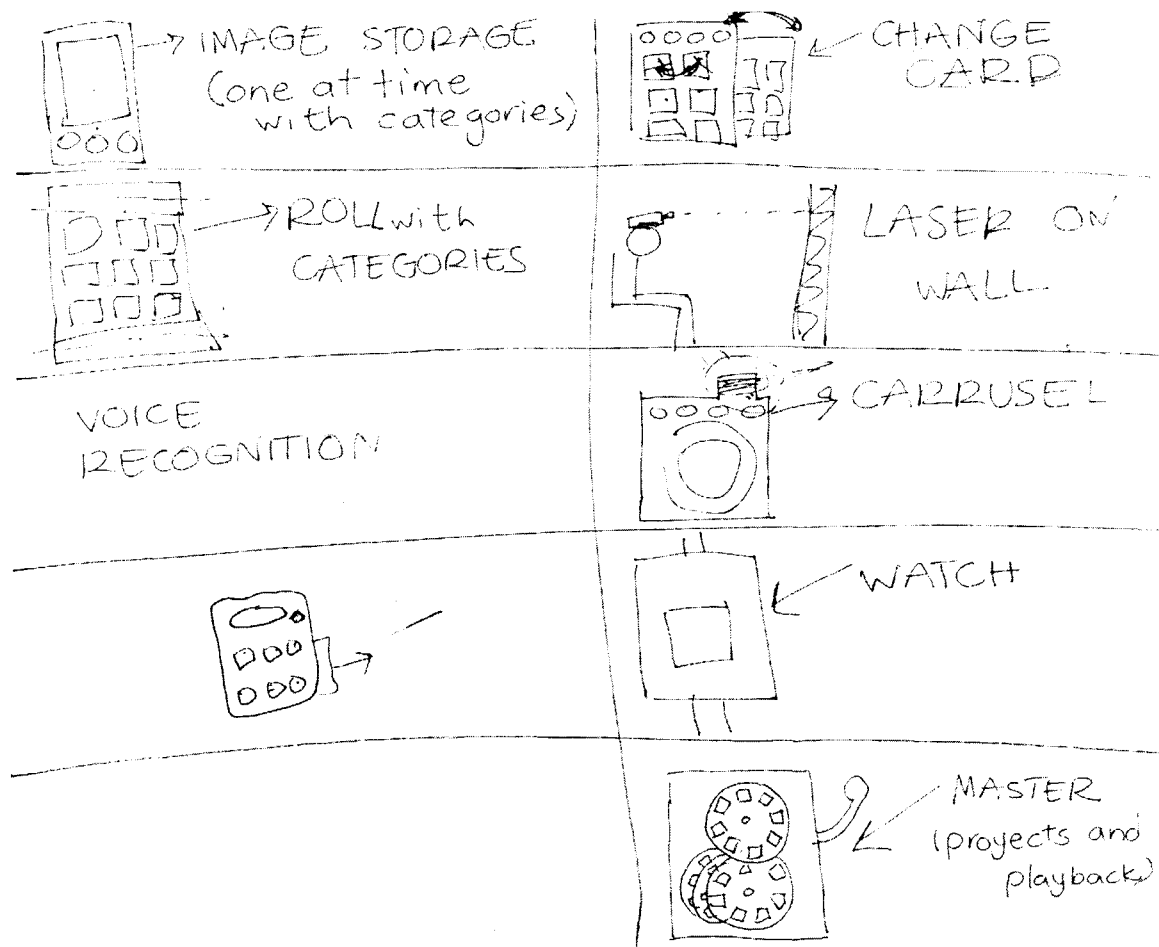 IMAGE STORAGE
(one at time
with categories)
CHANGE
CARD
ROLL with
CATEGORIES
LASER ON
WALL
VOICE
RECOGNITION
CARRUSEL
WATCH
MASTER
(proyects and
playback)